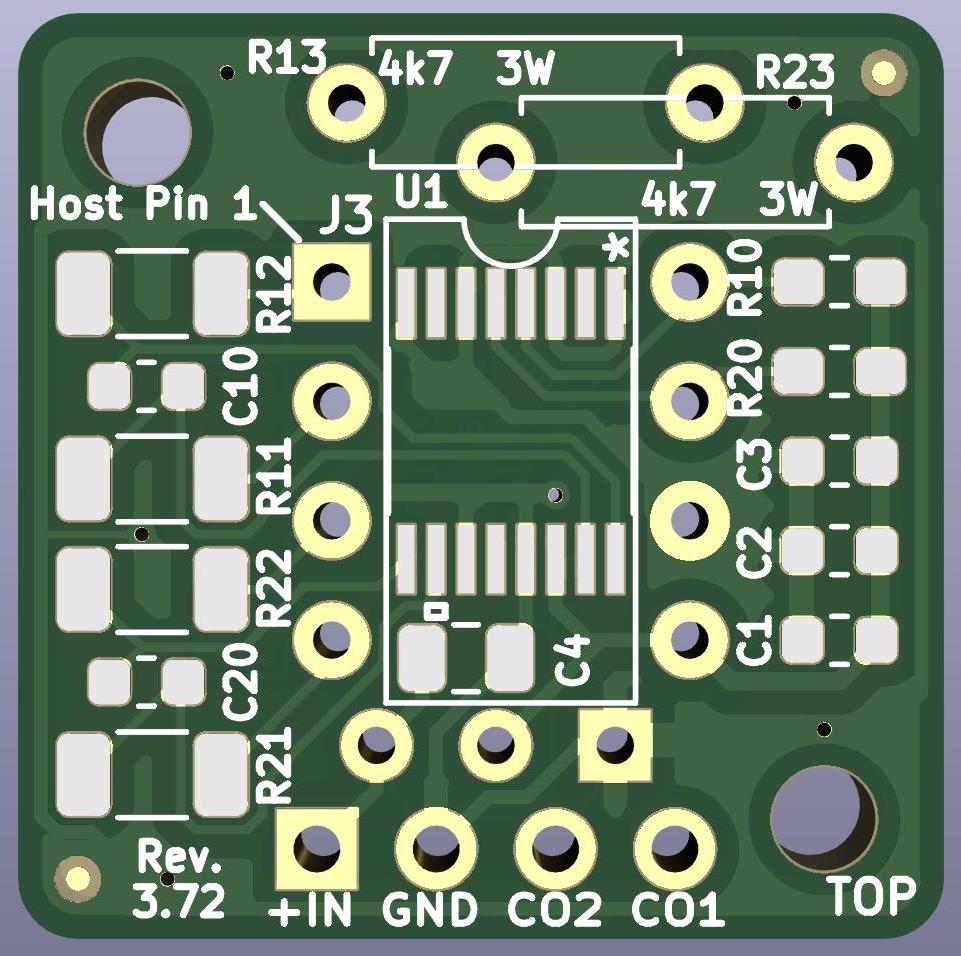 R13 4k7 3W R23
Host Pin 1 J3 U1 4k7 3W
*
R12
R10
C10
R20
R11
C3
R22
C2
C20
C4
C1
R21
Rev.
3.72
+IN GND CO2 CO1 TOP